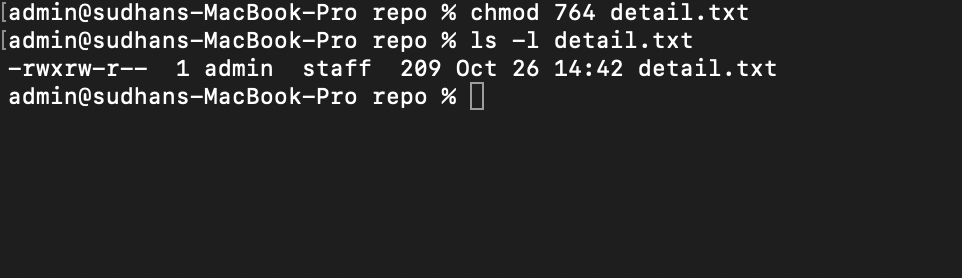 [admin@sudhans-MacBook-Pro repo % chmod 764 detail.txt
[admin@sudhans-MacBook-Pro repo % ls -l detail.txt
-rwxrw-r--  1 admin  staff  209 Oct 26 14:42 detail.txt
admin@sudhans-MacBook-Pro repo %